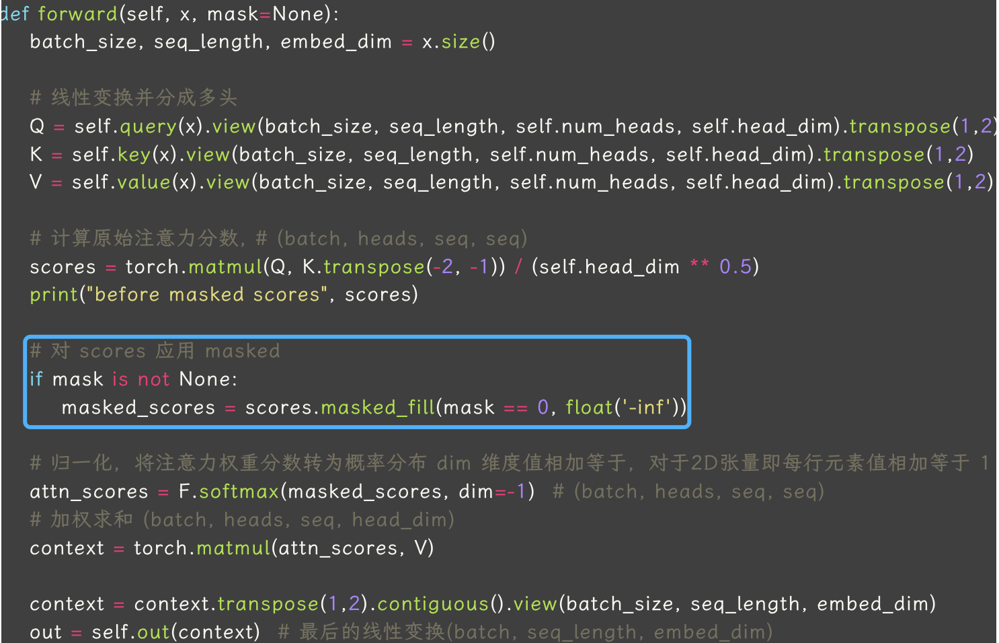 def forward(self, x, mask=None):
batch_size, seq_length, embed_dim = x.size()
# 线性变换并分成多头
Q = self.query(x).view(batch_size, seq_length, self.num_heads, self.head_dim).transpose(1,2)
K = self.key(x).view(batch_size, seq_length, self.num_heads, self.head_dim).transpose(1,2)
V = self.value(x).view(batch_size, seq_length, self.num_heads, self.head_dim).transpose(1,2)
# 计算原始注意力分数, # (batch, heads, seq, seq)
scores = torch.matmul(Q, K.transpose(-2, -1)) / (self.head_dim ** 0.5)
print("before masked scores", scores)
# 对 scores 应用 masked
if mask is not None:
masked_scores = scores.masked_fill(mask == 0, float('-inf'))
# 归一化，将注意力权重分数转为概率分布 dim 维度值相加等于，对于2D张量即每行元素值相加等于 1
attn_scores = F.softmax(masked_scores, dim=-1) # (batch, heads, seq, seq)
# 加权求和 (batch, heads, seq, head_dim)
context = torch.matmul(attn_scores, V)
context = context.transpose(1,2).contiguous().view(batch_size, seq_length, embed_dim)
out = self.out(context) # 最后的线性变换(batch, seq_length, embed_dim)